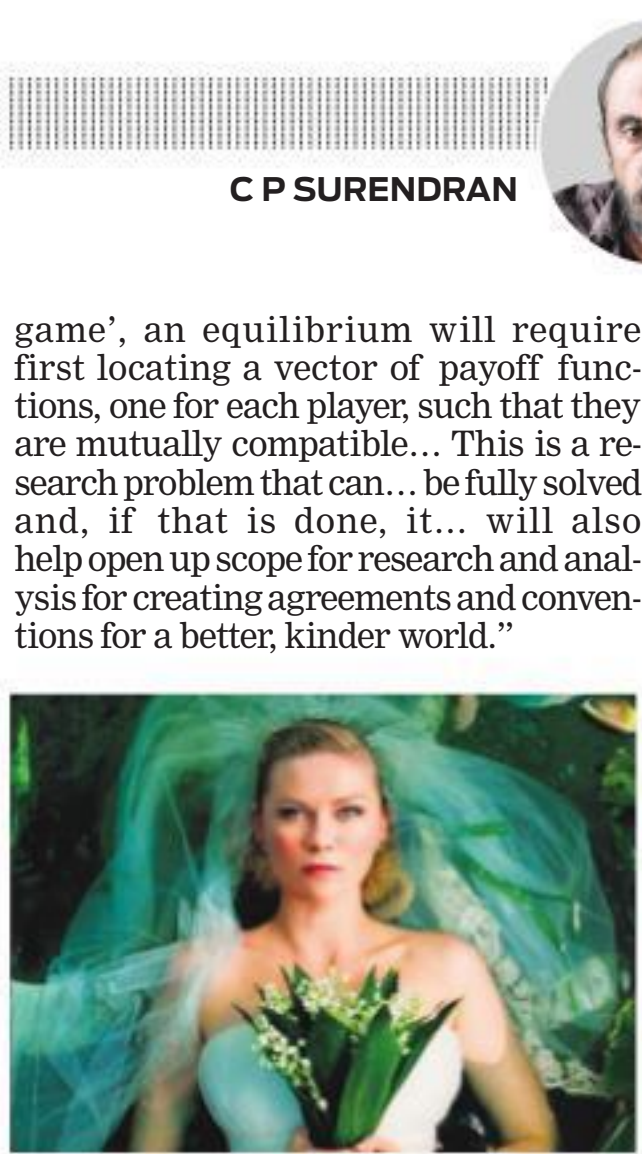 C P SURENDRAN
game’, an equilibrium will require
first locating a vector of payoff func-
tions, one for each player, such that they
are mutually compatible... This is a re-
search problem that can... be fully solved
and, if that is done, it... will also
help open up scope for research and anal-
ysis for creating agreements and conven-
tions for a better, kinder world.”